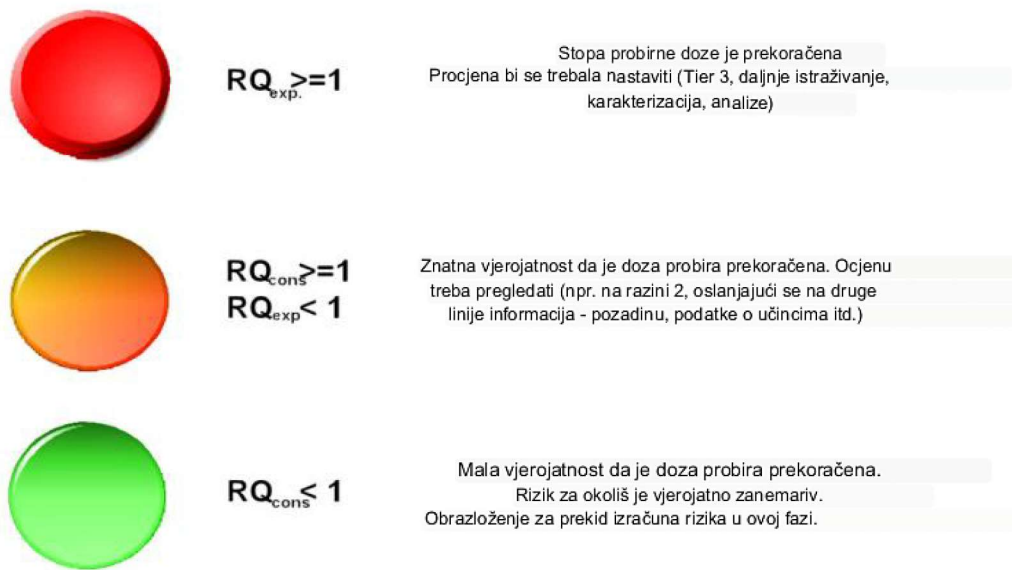 RQexp.>=1
Stopa probirne doze je prekoračena
Procjena bi se trebala nastaviti (Tier 3, daljnje istraživanje,
karakterizacija, analize)
RQcons>=1
RQexp< 1
Znatna vjerojatnost da je doza probira prekoračena. Ocjenu
treba pregledati (npr. na razini 2, oslanjajući se na druge
linije informacija - pozadinu, podatke o učincima itd.)
RQcons< 1
Mala vjerojatnost da je doza probira prekoračena.
Rizik za okoliš je vjerojatno zanemariv.
Obrazloženje za prekid izračuna rizika u ovoj fazi.